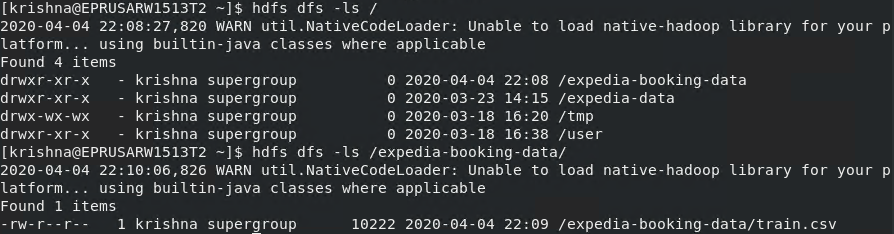 [krishna@EPRUSARW1513T2 ~]$ hdfs dfs -ls /
2020-04-04 22:08:27,820 WARN util.NativeCodeLoader: Unable to load native-hadoop library for your p
latform... using builtin-java classes where applicable
Found 4 items
drwxr-xr-x   - krishna supergroup          0 2020-04-04 22:08 /expedia-booking-data
drwxr-xr-x   - krishna supergroup          0 2020-03-23 14:15 /expedia-data
drwx-wx-wx   - krishna supergroup          0 2020-03-18 16:20 /tmp
drwxr-xr-x   - krishna supergroup          0 2020-03-18 16:38 /user
[krishna@EPRUSARW1513T2 ~]$ hdfs dfs -ls /expedia-booking-data/
2020-04-04 22:10:06,826 WARN util.NativeCodeLoader: Unable to load native-hadoop library for your p
latform... using builtin-java classes where applicable
Found 1 items
-rw-r--r--   1 krishna supergroup      10222 2020-04-04 22:09 /expedia-booking-data/train.csv